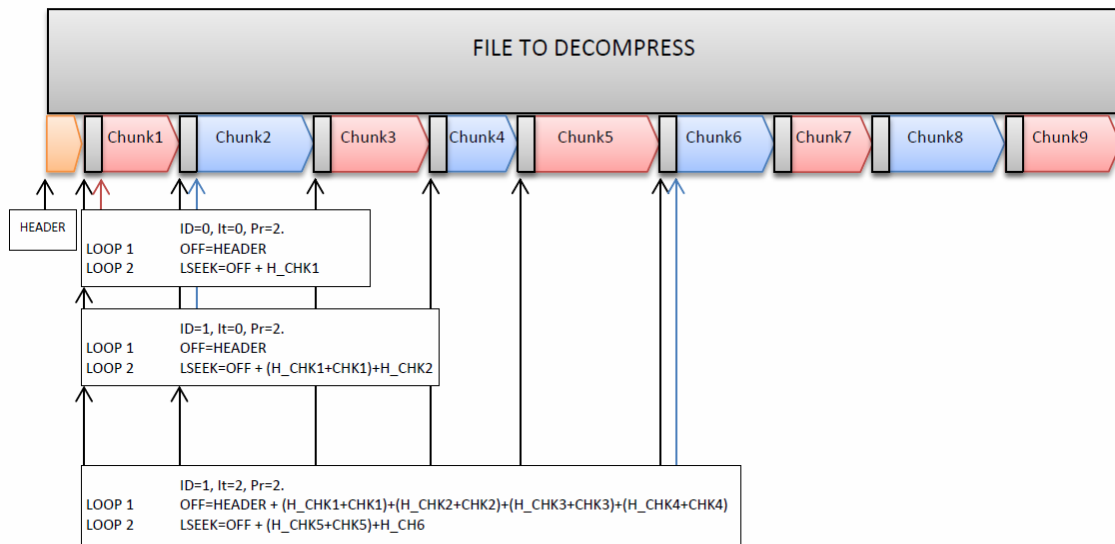 FILE TO DECOMPRESS
Chunk1 Chunk2 Chunk3 Chunk4 Chunk5 Chunk6 Chunk7 Chunk8 Chunk9
HEADER
ID=0, It=0, Pr=2.
LOOP 1 OFF=HEADER
LOOP 2 LSEEK=OFF + H_CHK1
ID=1, It=0, Pr=2.
LOOP 1 OFF=HEADER
LOOP 2 LSEEK=OFF + (H_CHK1+CHK1)+H_CHK2
ID=1, It=2, Pr=2.
LOOP 1 OFF=HEADER + (H_CHK1+CHK1)+(H_CHK2+CHK2)+(H_CHK3+CHK3)+(H_CHK4+CHK4)
LOOP 2 LSEEK=OFF + (H_CHK5+CHK5)+H_CH6